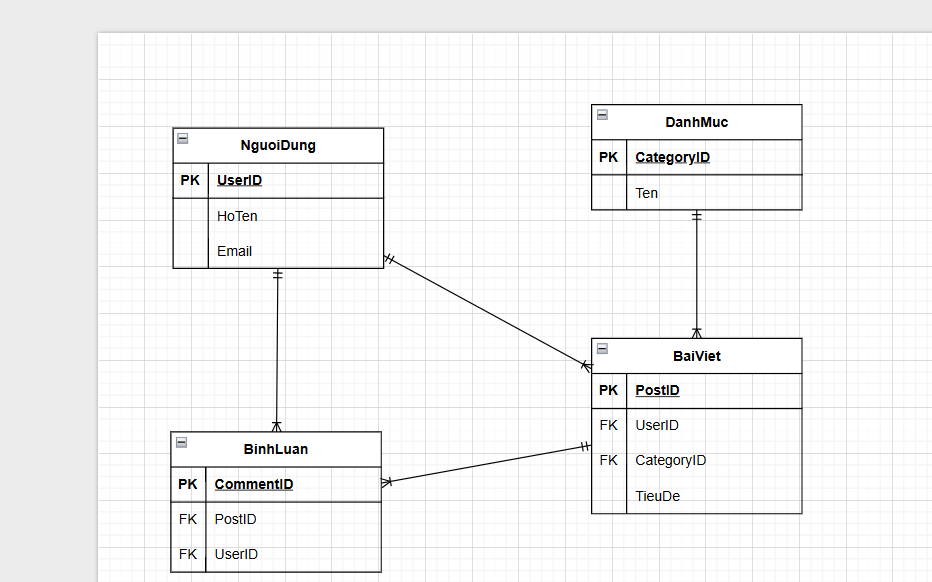 NguoiDung
PK UserID
HoTen
Email
DanhMuc
PK CategoryID
Ten
BaiViet
PK PostID
FK UserID
FK CategoryID
TieuDe
BinhLuan
PK CommentID
FK PostID
FK UserID